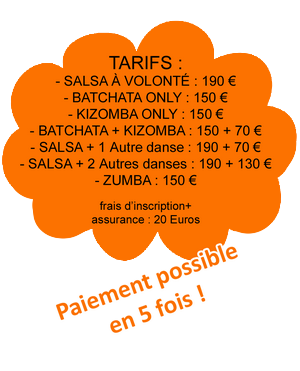 TARIFS :
- SALSA À VOLONTÉ : 190 €
- BATCHATA ONLY : 150 €
- KIZOMBA ONLY : 150 €
- BATCHATA + KIZOMBA : 150 + 70 €
- SALSA + 1 Autre danse : 190 + 70 €
- SALSA + 2 Autres danses : 190 + 130 €
- ZUMBA : 150 €
frais d'inscription+
assurance : 20 Euros
Paiement possible
en 5 fois !